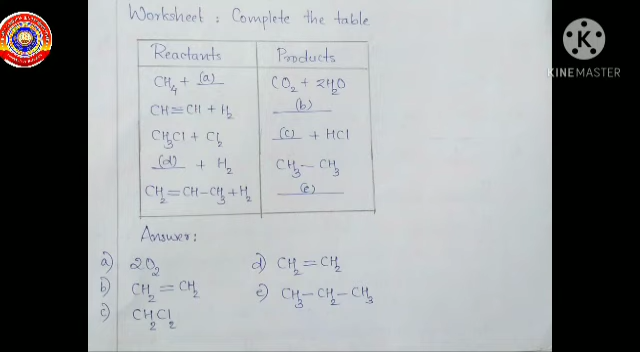 Worksheet : Complete the table
Reactants Products
CH₄ + (a) CO₂ + 2H₂O
CH≡CH + H₂ (b)
CH₃Cl + Cl₂ (c) + HCl
(d) + H₂ CH₃–CH₃
CH₂=CH–CH₃+H₂ (e)
Answer:
a) 2O₂ d) CH₂=CH₂
b) CH₂=CH₂ e) CH₃–CH₂–CH₃
c) CH₂Cl₂
KINEMASTER